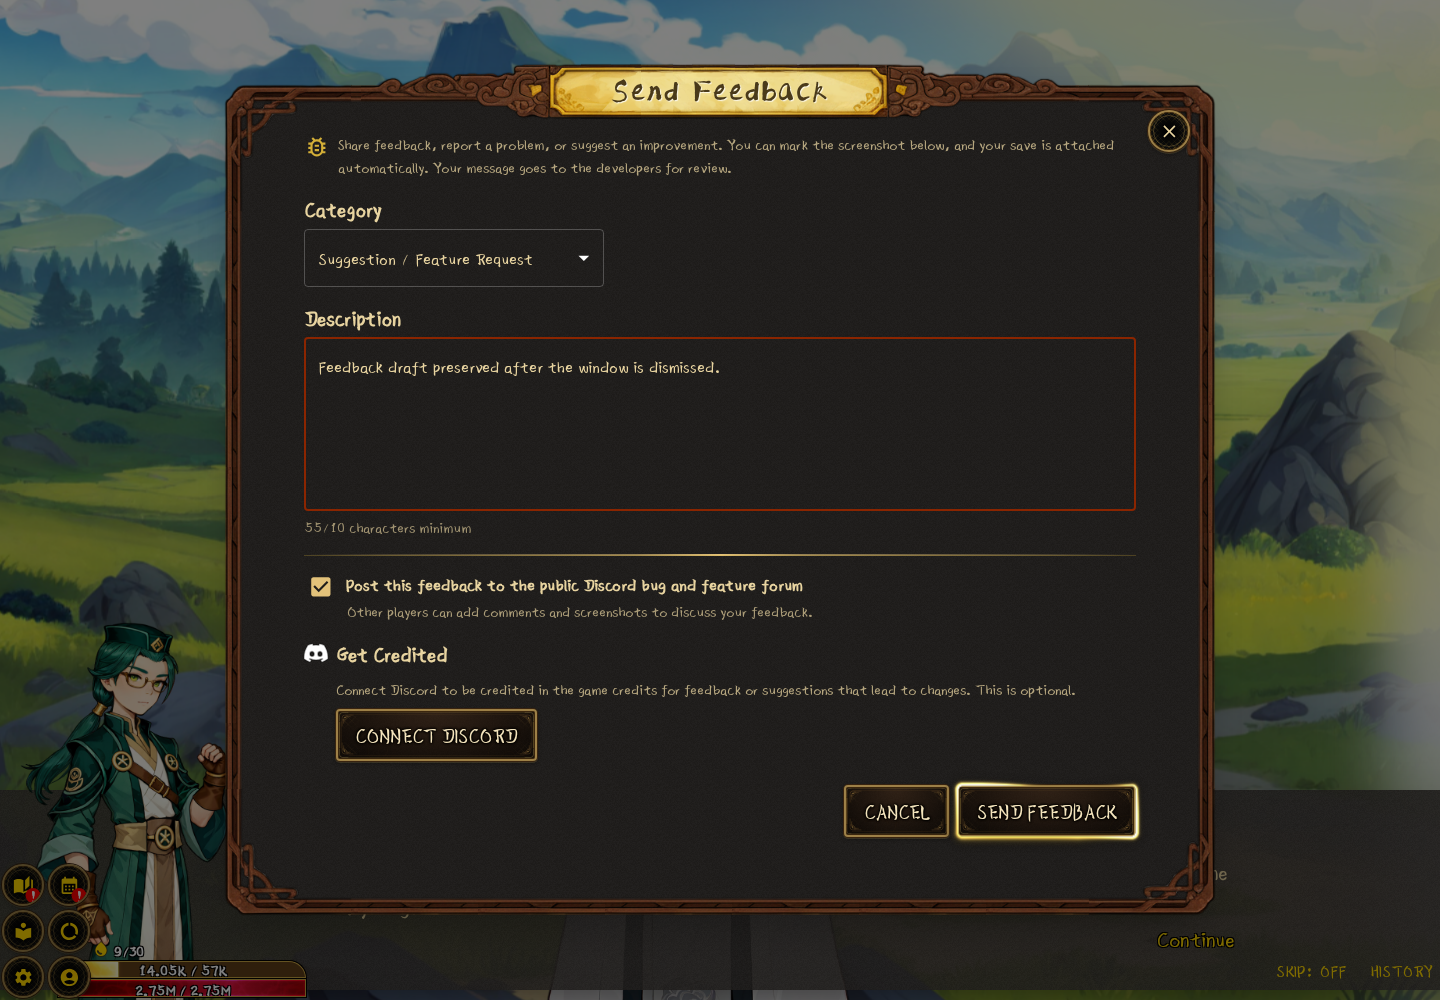 Send Feedback
Share feedback, report a problem, or suggest an improvement. You can mark the screenshot below, and your save is attached
automatically. Your message goes to the developers for review.
Category
Suggestion / Feature Request
Description
Feedback draft preserved after the window is dismissed.
55/10 characters minimum
Post this feedback to the public Discord bug and feature forum
Other players can add comments and screenshots to discuss your feedback.
Get Credited
Connect Discord to be credited in the game credits for feedback or suggestions that lead to changes. This is optional.
CONNECT DISCORD
CANCEL
SEND FEEDBACK
Continue
9/30
14.05K / 57K
SKIP: OFF
HISTORY
2.75M / 2.75M